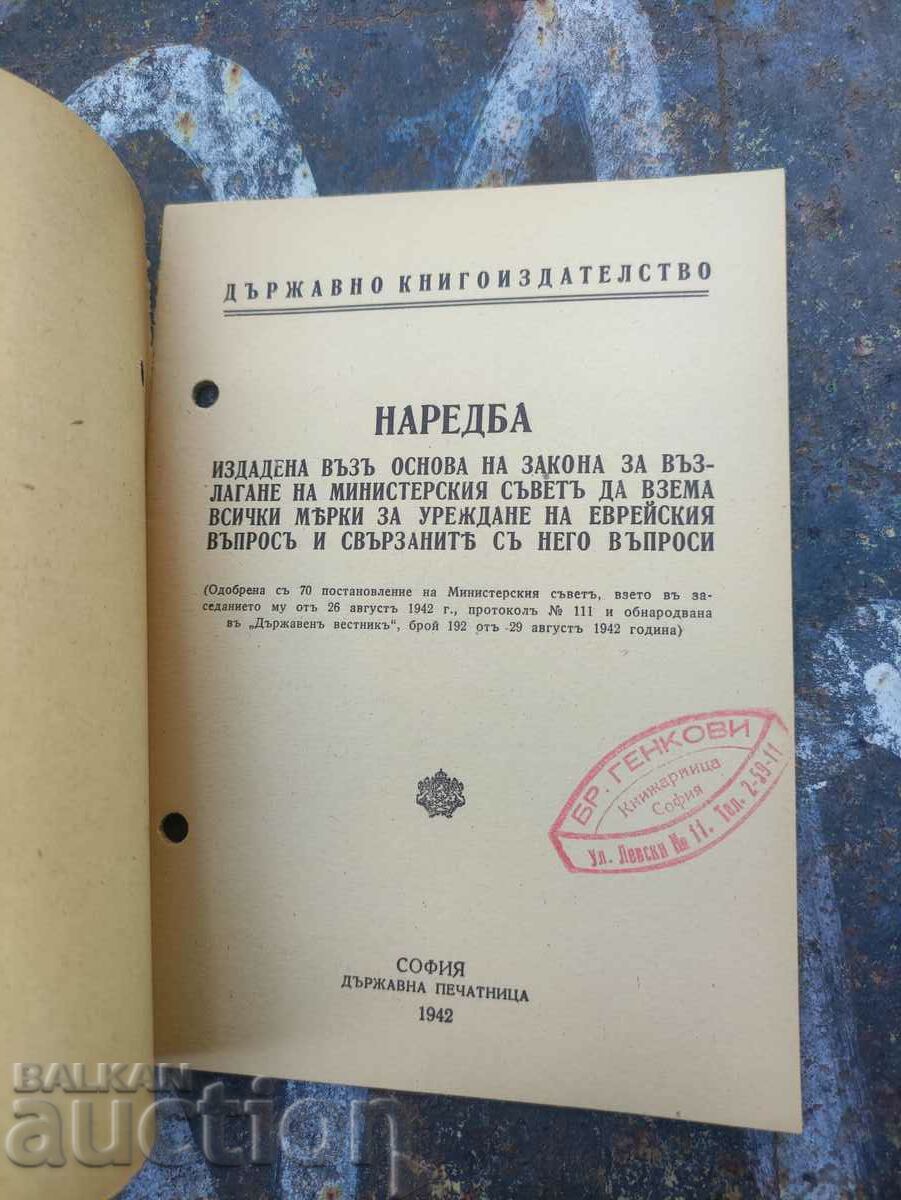 ДЪРЖАВНО КНИГОИЗДАТЕЛСТВО
НАРЕДБА
ИЗДАДЕНА ВЪЗЪ ОСНОВА НА ЗАКОНА ЗА ВЪЗ-
ЛАГАНЕ НА МИНИСТЕРСКИЯ СЪВЕТЪ ДА ВЗЕМА
ВСИЧКИ МѢРКИ ЗА УРЕЖДАНЕ НА ЕВРЕЙСКИЯ
ВЪПРОСЪ И СВЪРЗАНИТѢ СЪ НЕГО ВЪПРОСИ
(Одобрена съ 70 постановление на Министерския съветъ, взето въ за-
седанието му отъ 26 августъ 1942 г., протоколъ № 111 и обнародвана
въ „Държавенъ вестникъ“, брой 192 отъ 29 августъ 1942 година)
БР. ГЕНКОВИ
Книжарница
София
Ул. Левски № 11. Тел. 2-59-11
СОФИЯ
ДЪРЖАВНА ПЕЧАТНИЦА
1942
BALKAN
auction